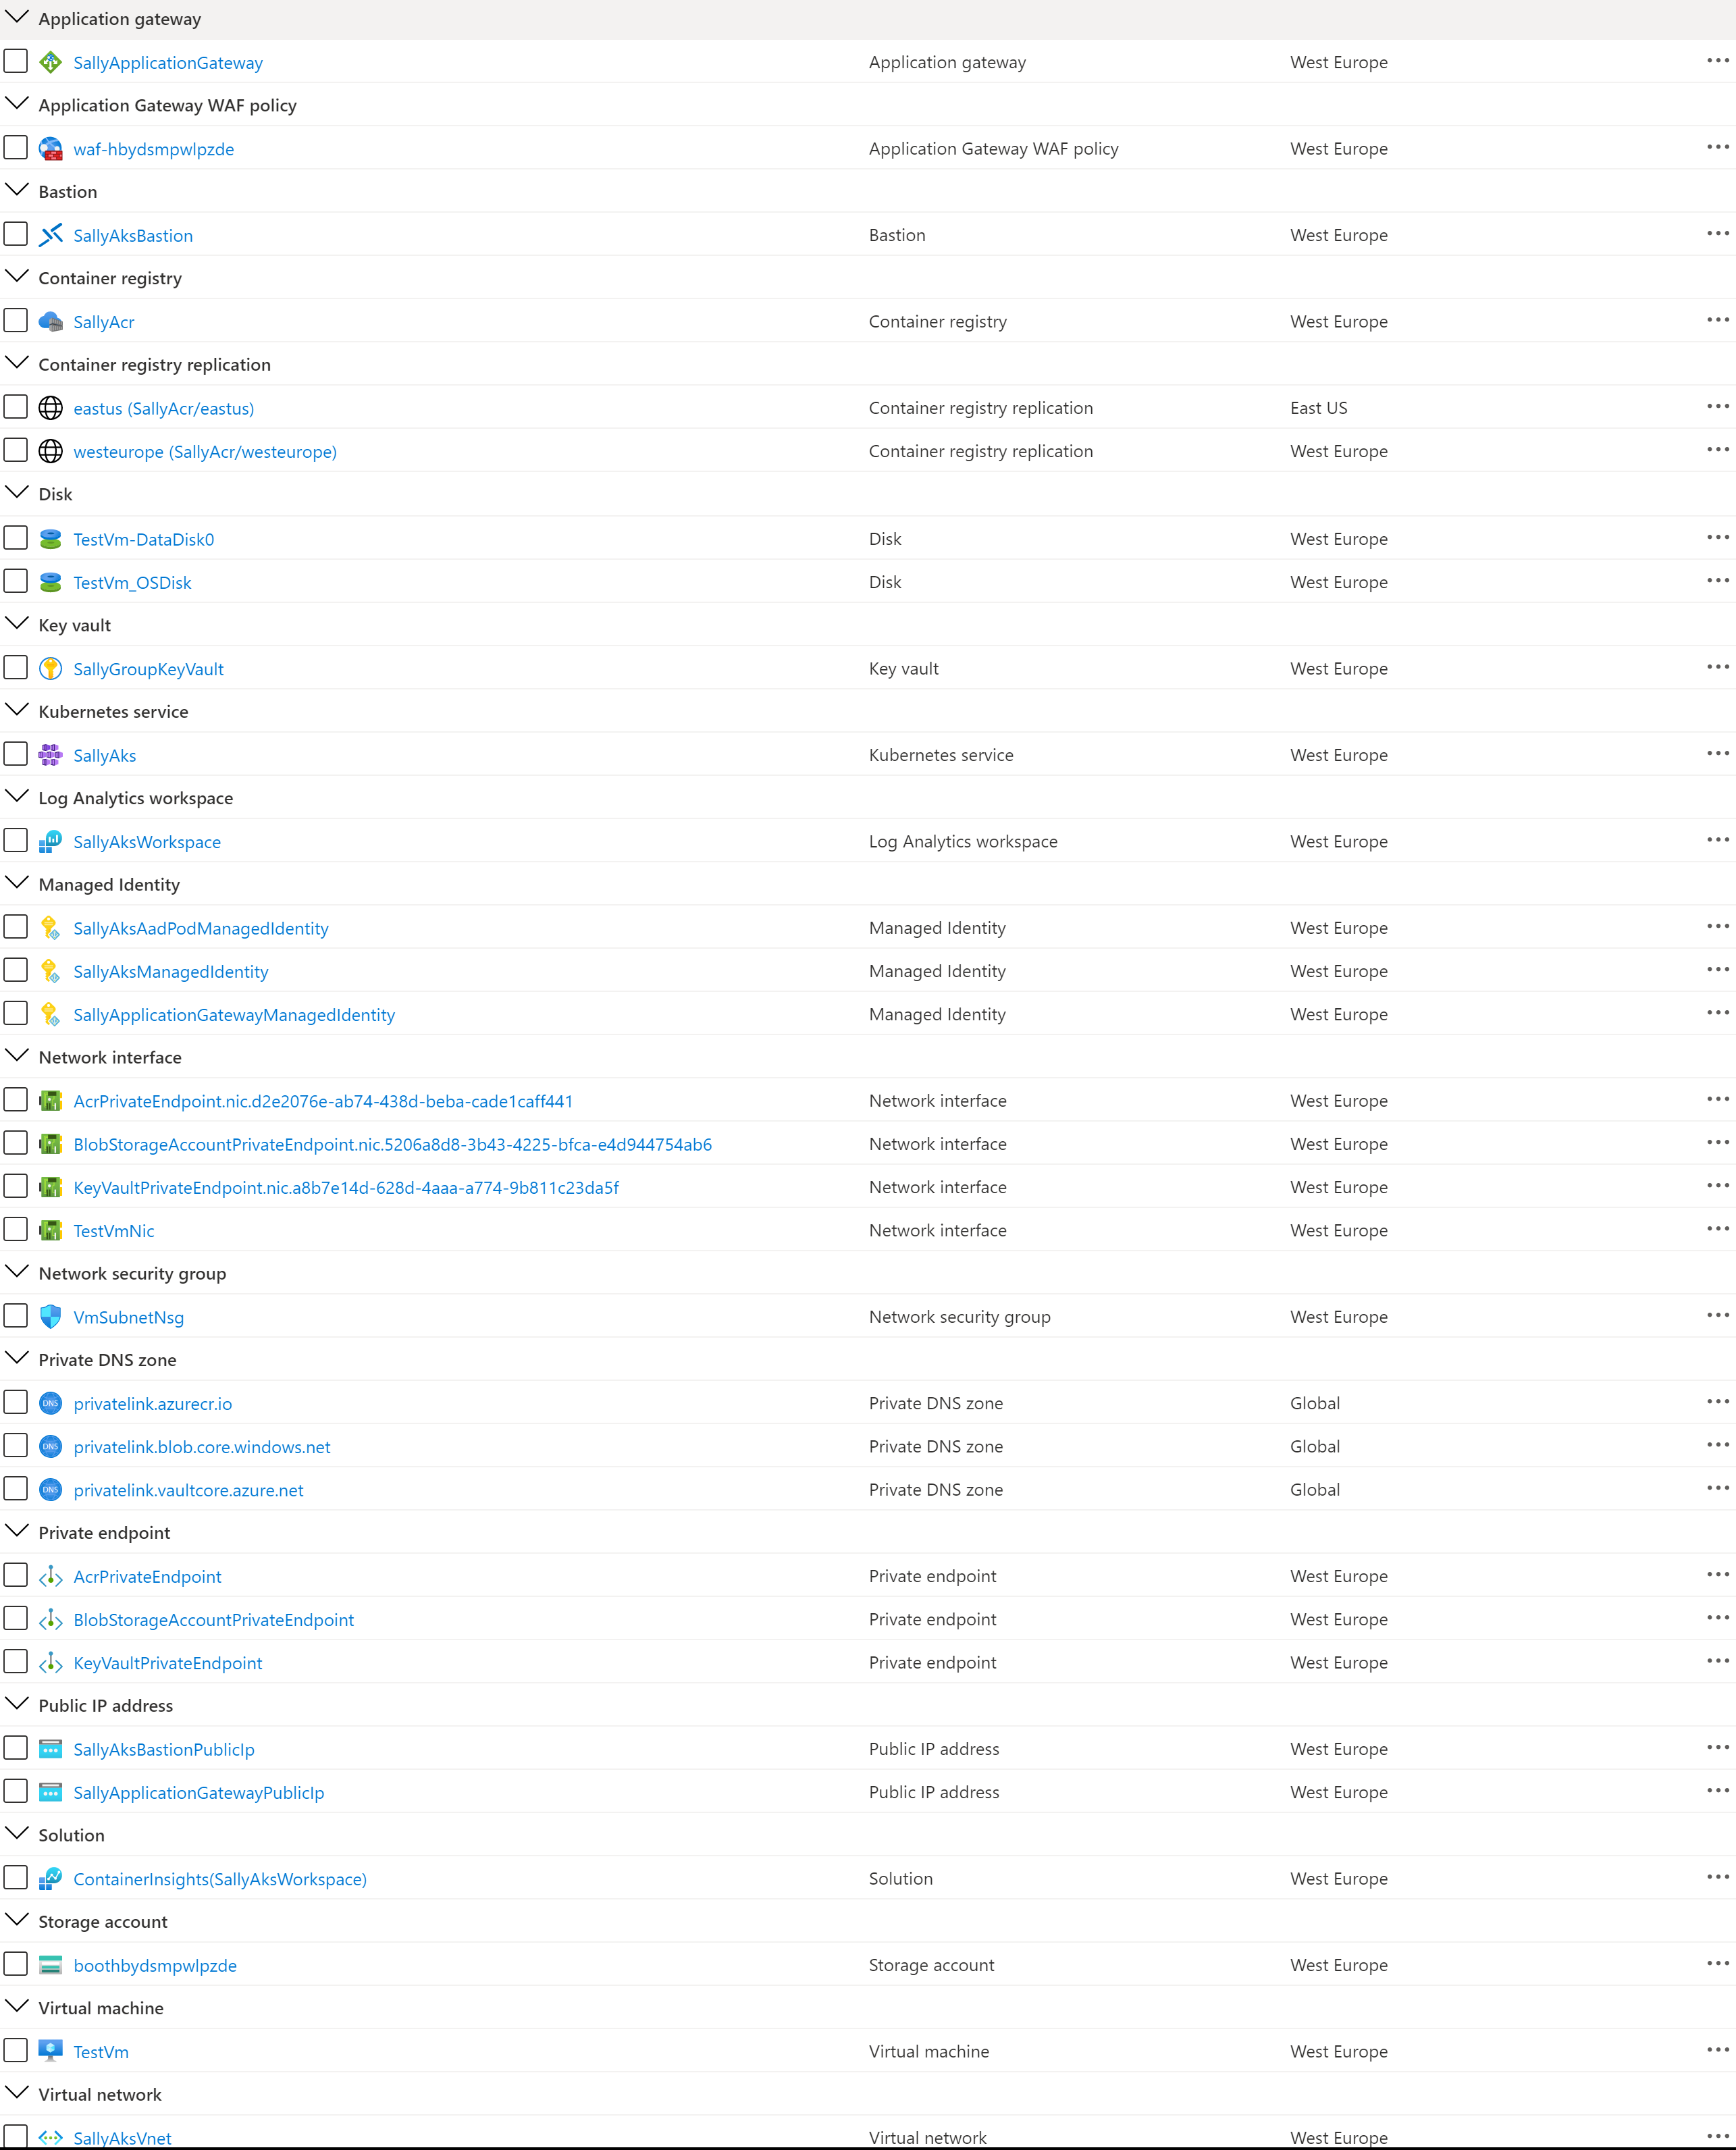 Application gateway
SallyApplicationGateway Application gateway West Europe
Application Gateway WAF policy
waf-hbydsmpwlpzde Application Gateway WAF policy West Europe
Bastion
SallyAksBastion Bastion West Europe
Container registry
SallyAcr Container registry West Europe
Container registry replication
eastus (SallyAcr/eastus) Container registry replication East US
westeurope (SallyAcr/westeurope) Container registry replication West Europe
Disk
TestVm-DataDisk0 Disk West Europe
TestVm_OSDisk Disk West Europe
Key vault
SallyGroupKeyVault Key vault West Europe
Kubernetes service
SallyAks Kubernetes service West Europe
Log Analytics workspace
SallyAksWorkspace Log Analytics workspace West Europe
Managed Identity
SallyAksAadPodManagedIdentity Managed Identity West Europe
SallyAksManagedIdentity Managed Identity West Europe
SallyApplicationGatewayManagedIdentity Managed Identity West Europe
Network interface
AcrPrivateEndpoint.nic.d2e2076e-ab74-438d-beba-cade1caff441 Network interface West Europe
BlobStorageAccountPrivateEndpoint.nic.5206a8d8-3b43-4225-bfca-e4d944754ab6 Network interface West Europe
KeyVaultPrivateEndpoint.nic.a8b7e14d-628d-4aaa-a774-9b811c23da5f Network interface West Europe
TestVmNic Network interface West Europe
Network security group
VmSubnetNsg Network security group West Europe
Private DNS zone
DNS privatelink.azurecr.io Private DNS zone Global
DNS privatelink.blob.core.windows.net Private DNS zone Global
DNS privatelink.vaultcore.azure.net Private DNS zone Global
Private endpoint
AcrPrivateEndpoint Private endpoint West Europe
BlobStorageAccountPrivateEndpoint Private endpoint West Europe
KeyVaultPrivateEndpoint Private endpoint West Europe
Public IP address
SallyAksBastionPublicIp Public IP address West Europe
SallyApplicationGatewayPublicIp Public IP address West Europe
Solution
ContainerInsights(SallyAksWorkspace) Solution West Europe
Storage account
boothbydsmpwlpzde Storage account West Europe
Virtual machine
TestVm Virtual machine West Europe
Virtual network
SallyAksVnet Virtual network West Europe